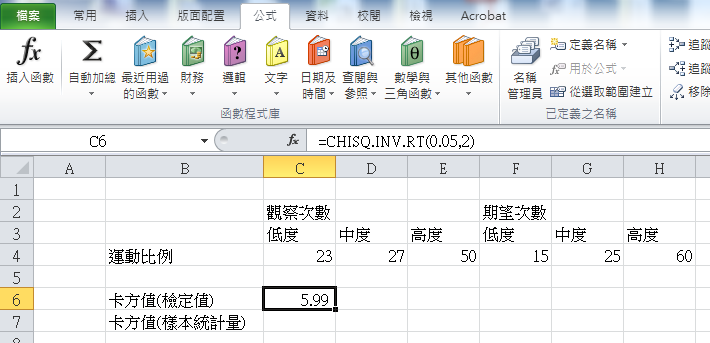 檔案 常用 插入 版面配置 公式 資料 校閱 檢視 Acrobat
fx Σ A θ
插入函數 自動加總 最近用過的函數 財務 邏輯 文字 日期及時間 查閱與參照 數學與三角函數 其他函數 名稱管理員 定義名稱 用於公式 從選取範圍建立 追蹤 追蹤 移除
函數程式庫 已定義之名稱
C6 fx =CHISQ.INV.RT(0.05,2)
A B C D E F G H
1
2 觀察次數 期望次數
3 低度 中度 高度 低度 中度 高度
4 運動比例 23 27 50 15 25 60
5
6 卡方值(檢定值) 5.99
7 卡方值(樣本統計量)